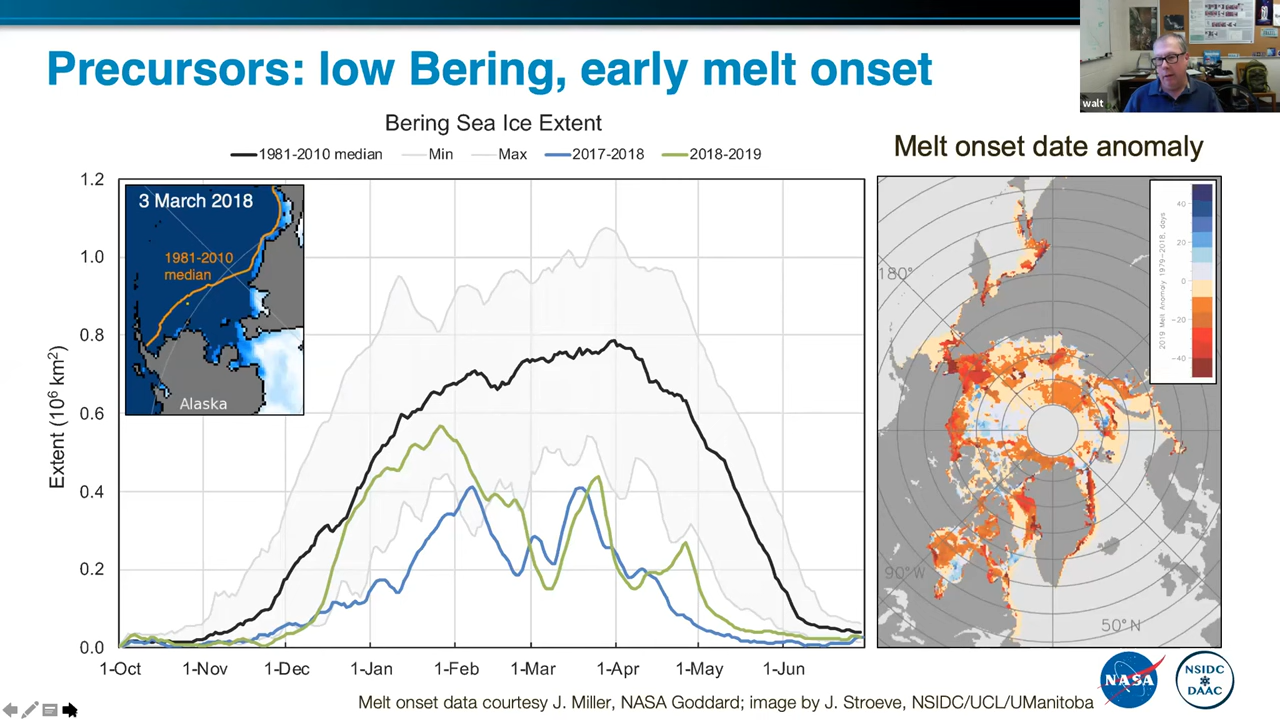 Precursors: low Bering, early melt onset
walt
Bering Sea Ice Extent
1981-2010 median
Min
Max
2017-2018
2018-2019
Melt onset date anomaly
Extent (10⁶ km²)
1.2
1.0
0.8
0.6
0.4
0.2
0.0
3 March 2018
1981-2010
median
Alaska
1-Oct
1-Nov
1-Dec
1-Jan
1-Feb
1-Mar
1-Apr
1-May
1-Jun
180°
90°W
50°N
2019 Melt Anomaly 1979-2018, days
40
20
0
-20
-40
NASA
NSIDC
DAAC
Melt onset data courtesy J. Miller, NASA Goddard; image by J. Stroeve, NSIDC/UCL/UManitoba